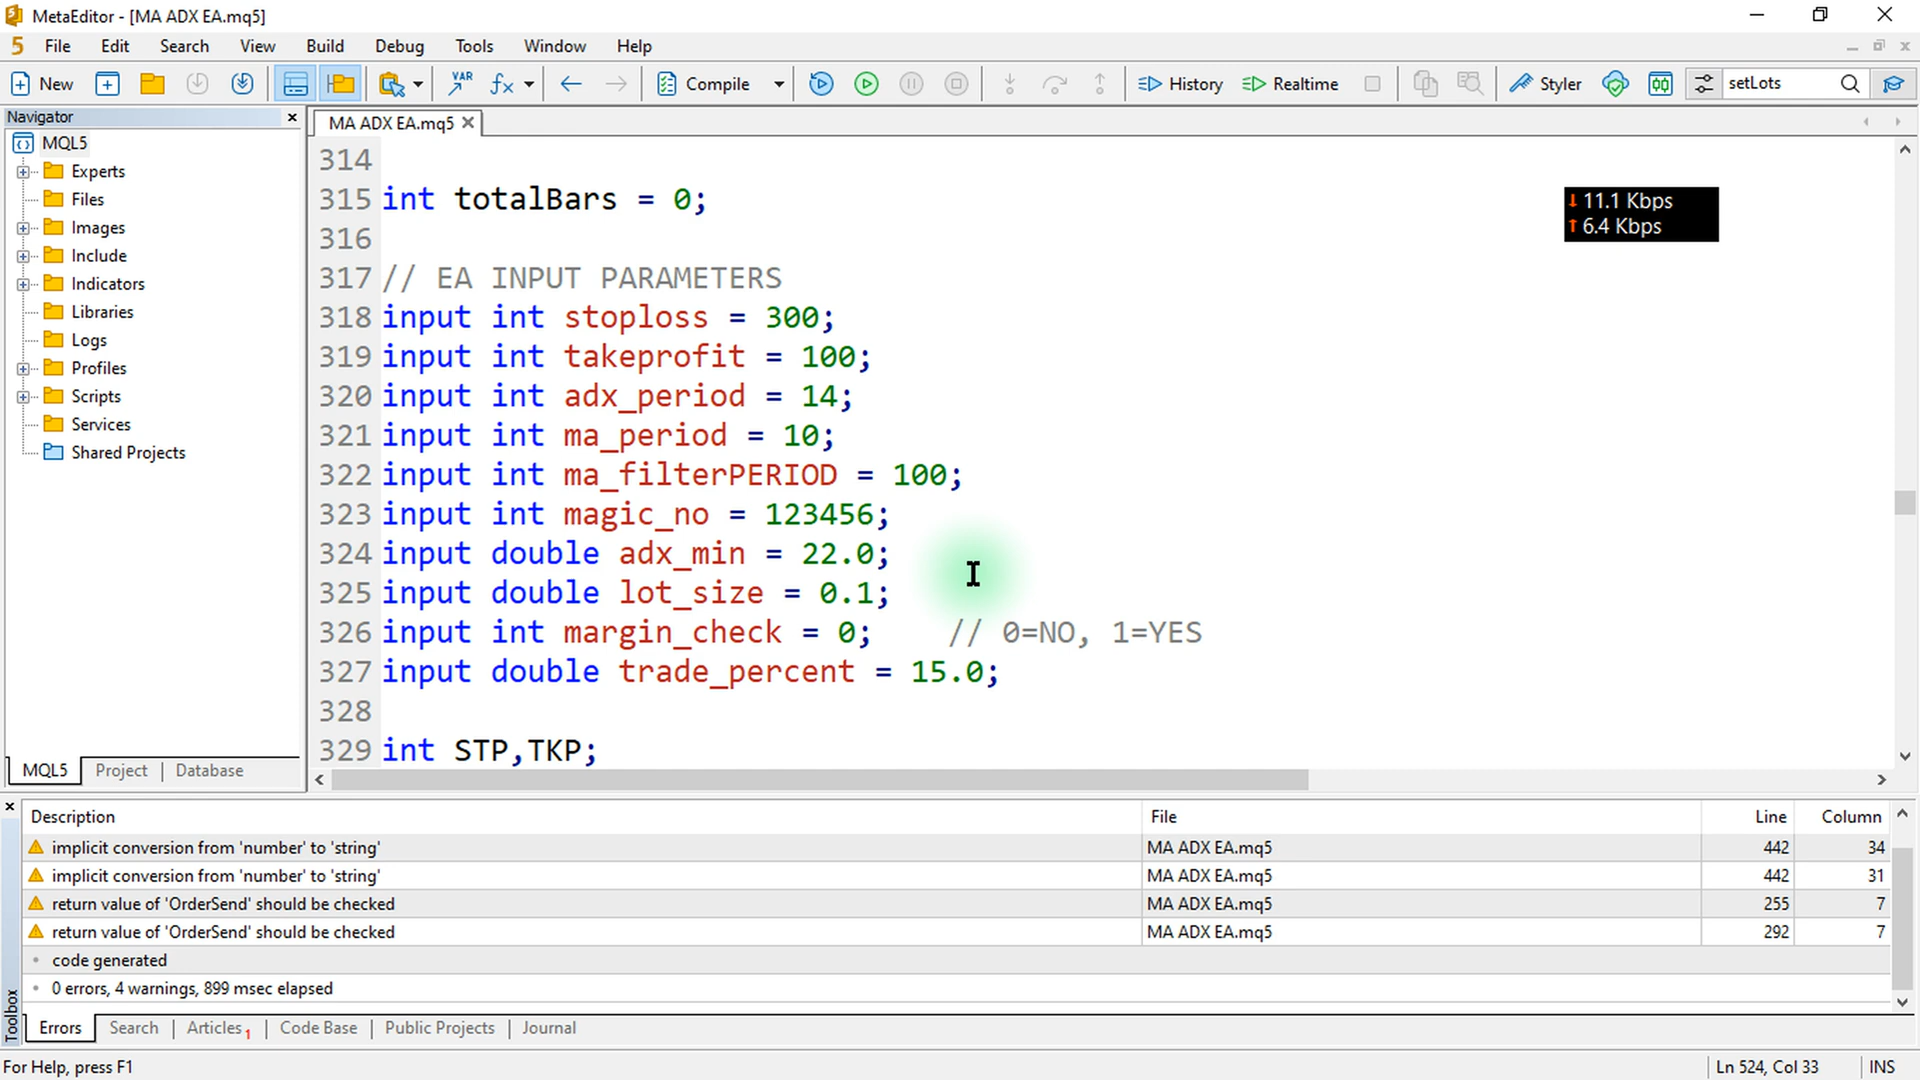 MetaEditor - [MA ADX EA.mq5]
5 File Edit Search View Build Debug Tools Window Help
New VAR fx Compile History Realtime Styler setLots
Navigator
MQL5
Experts
Files
Images
Include
Indicators
Libraries
Logs
Profiles
Scripts
Services
Shared Projects
MQL5 Project Database
MA ADX EA.mq5
314
315 int totalBars = 0;
316
317 // EA INPUT PARAMETERS
318 input int stoploss = 300;
319 input int takeprofit = 100;
320 input int adx_period = 14;
321 input int ma_period = 10;
322 input int ma_filterPERIOD = 100;
323 input int magic_no = 123456;
324 input double adx_min = 22.0;
325 input double lot_size = 0.1;
326 input int margin_check = 0; // 0=NO, 1=YES
327 input double trade_percent = 15.0;
328
329 int STP,TKP;
11.1 Kbps
6.4 Kbps
Description File Line Column
implicit conversion from 'number' to 'string' MA ADX EA.mq5 442 34
implicit conversion from 'number' to 'string' MA ADX EA.mq5 442 31
return value of 'OrderSend' should be checked MA ADX EA.mq5 255 7
return value of 'OrderSend' should be checked MA ADX EA.mq5 292 7
code generated
0 errors, 4 warnings, 899 msec elapsed
Toolbox
Errors Search Articles 1 Code Base Public Projects Journal
For Help, press F1 Ln 524, Col 33 INS